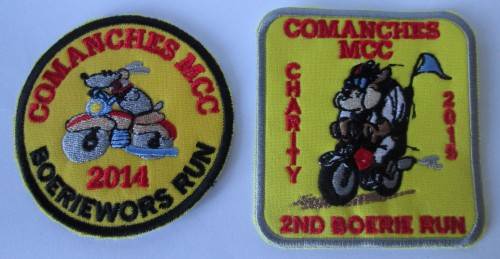 COMANCHES MCC
2014
BOERIEWORS RUN
COMANCHES
MCC
CHARITY
2015
2ND BOERIE RUN